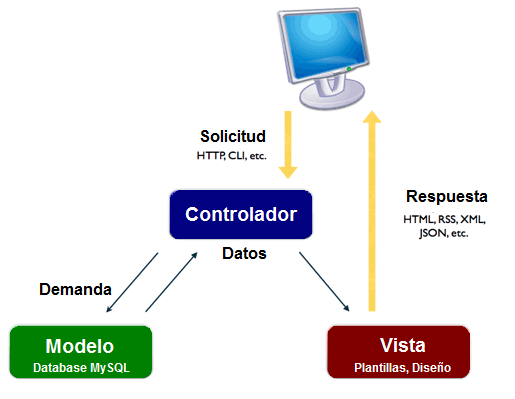 Solicitud
HTTP, CLI, etc.
Controlador
Respuesta
HTML, RSS, XML,
JSON, etc.
Datos
Demanda
Modelo
Database MySQL
Vista
Plantillas, Diseño